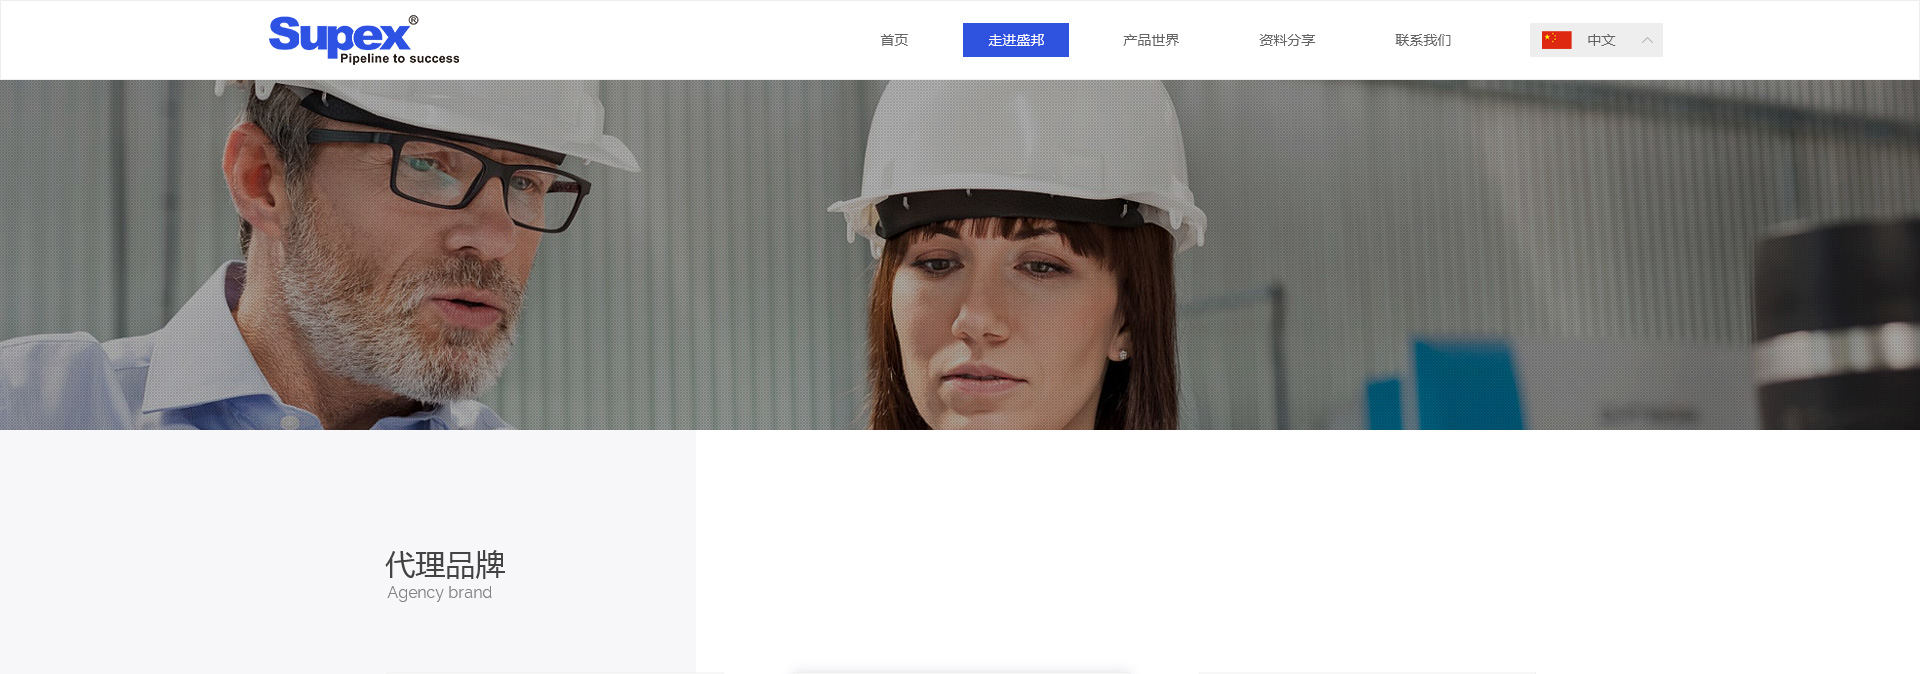 Supex®
Pipeline to success
首页
走进盛邦
产品世界
资料分享
联系我们
中文
代理品牌
Agency brand